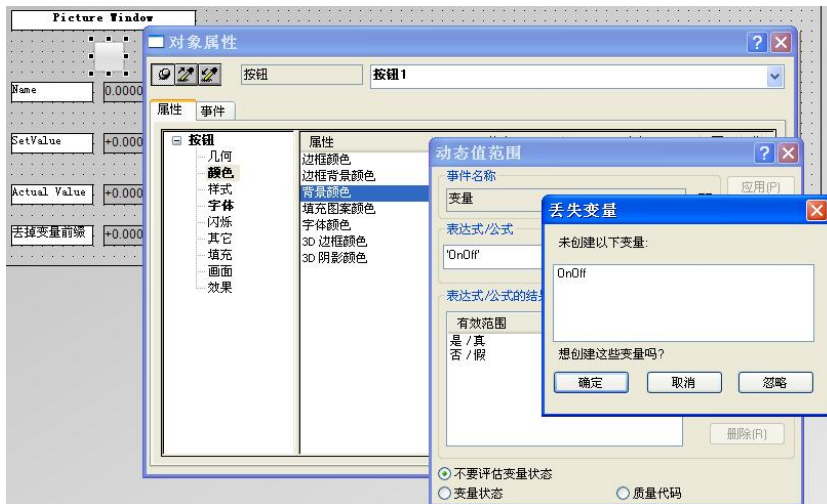 Picture Window
Name
0.0000
SetValue
+0.000
Actual Value
+0.000
去掉变量前缀
+0.000
对象属性
按钮
按钮1
属性
事件
按钮
几何
颜色
样式
字体
闪烁
其它
填充
画面
效果
属性
边框颜色
边框背景颜色
背景颜色
填充图案颜色
字体颜色
3D 边框颜色
3D 阴影颜色
动态值范围
事件名称
变量
应用(P)
表达式/公式
'OnOff'
表达式/公式的结
有效范围
是 / 真
否 / 假
删除(R)
不要评估变量状态
变量状态
质量代码
丢失变量
未创建以下变量:
OnOff
想创建这些变量吗?
确定
取消
忽略